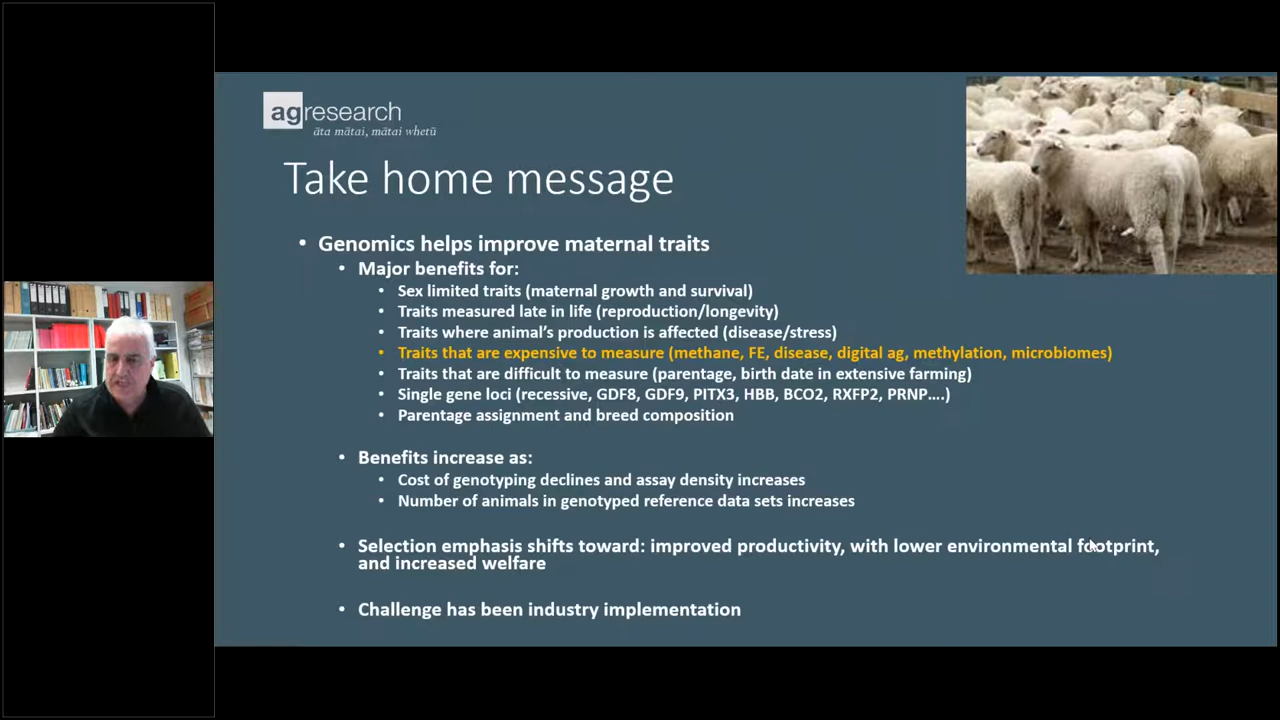 agresearch
āta mātai, mātai whetū
Take home message
• Genomics helps improve maternal traits
• Major benefits for:
• Sex limited traits (maternal growth and survival)
• Traits measured late in life (reproduction/longevity)
• Traits where animal's production is affected (disease/stress)
• Traits that are expensive to measure (methane, FE, disease, digital ag, methylation, microbiomes)
• Traits that are difficult to measure (parentage, birth date in extensive farming)
• Single gene loci (recessive, GDF8, GDF9, PITX3, HBB, BCO2, RXFP2, PRNP….)
• Parentage assignment and breed composition
• Benefits increase as:
• Cost of genotyping declines and assay density increases
• Number of animals in genotyped reference data sets increases
• Selection emphasis shifts toward: improved productivity, with lower environmental footprint,
and increased welfare
• Challenge has been industry implementation